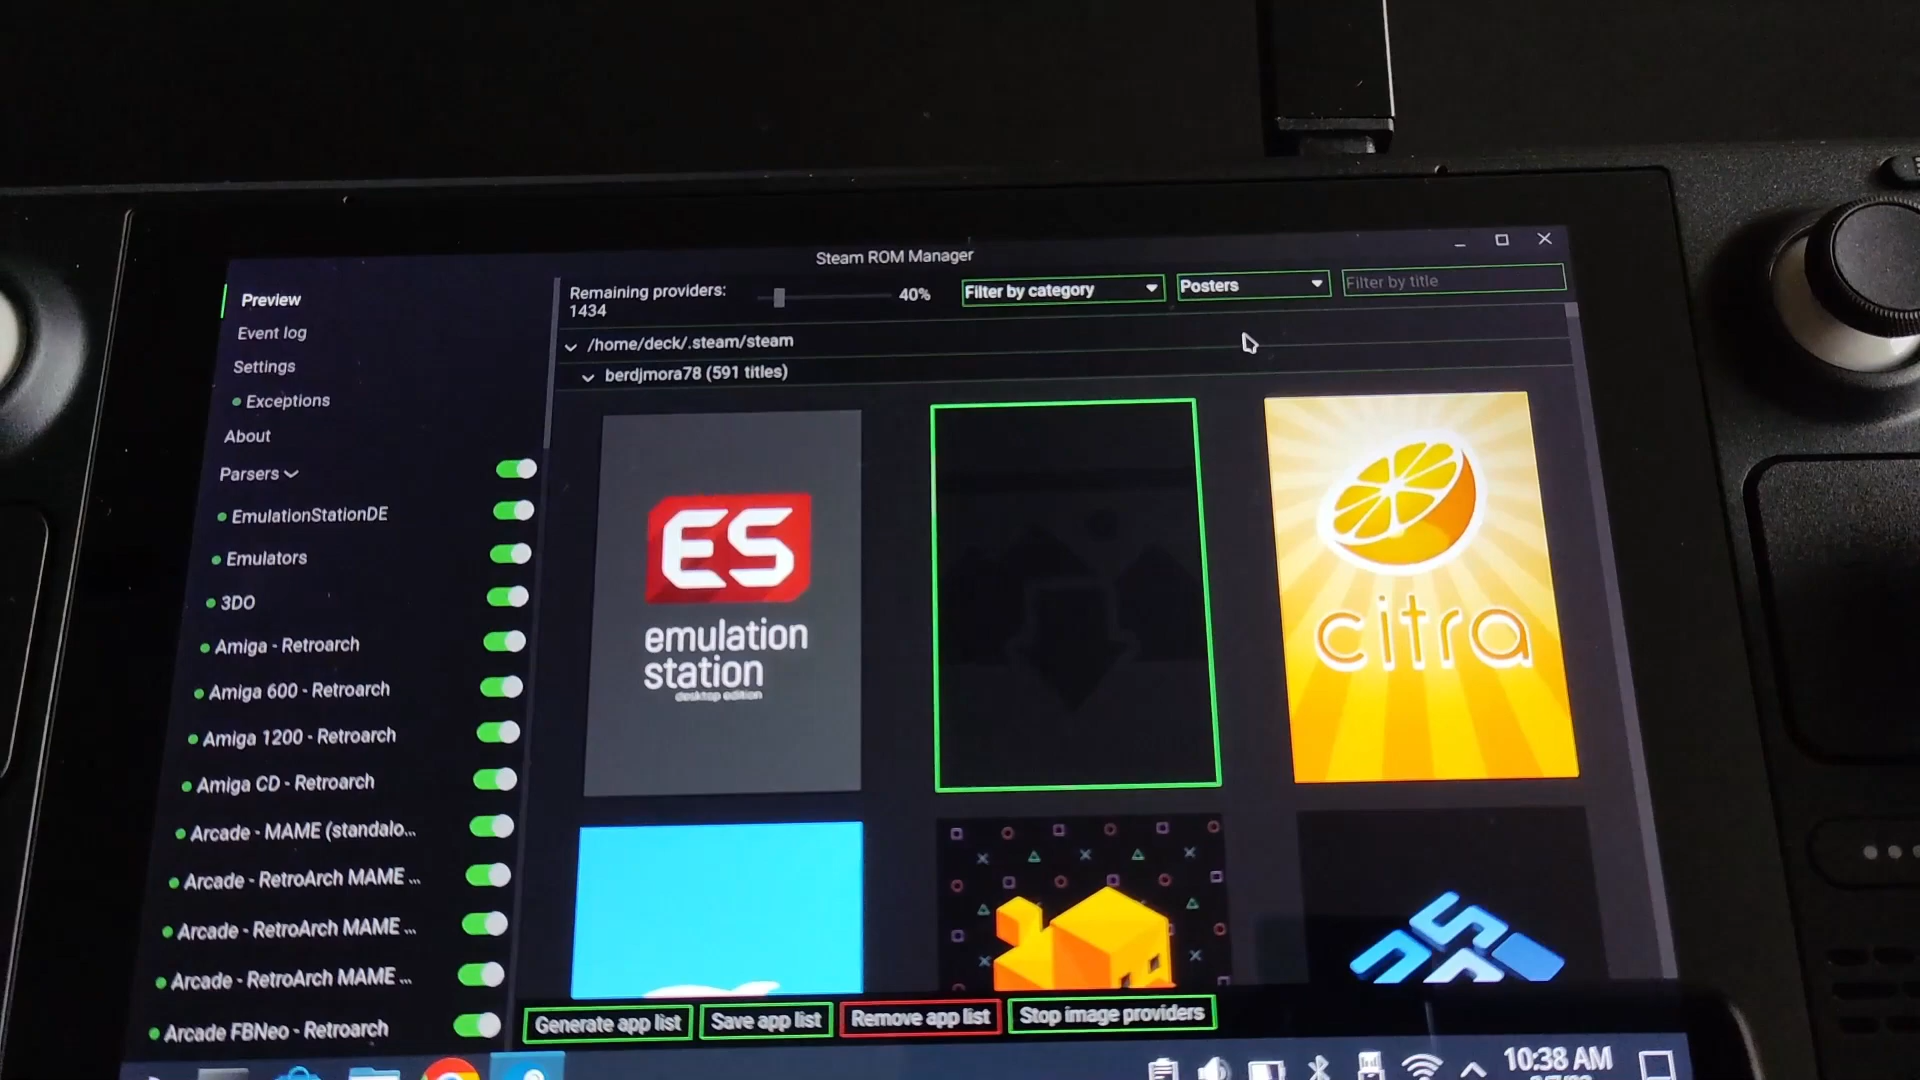 Steam ROM Manager
Preview
Event log
Settings
Exceptions
About
Parsers
EmulationStationDE
Emulators
3DO
Amiga - Retroarch
Amiga 600 - Retroarch
Amiga 1200 - Retroarch
Amiga CD - Retroarch
Arcade - MAME (standalo...
Arcade - RetroArch MAME ...
Arcade - RetroArch MAME ...
Arcade - RetroArch MAME ...
Arcade FBNeo - Retroarch
Remaining providers:
1434
40%
Filter by category
Posters
Filter by title
/home/deck/.steam/steam
berdjmora78 (591 titles)
ES
emulation
station
desktop edition
citra
Generate app list
Save app list
Remove app list
Stop image providers
10:38 AM